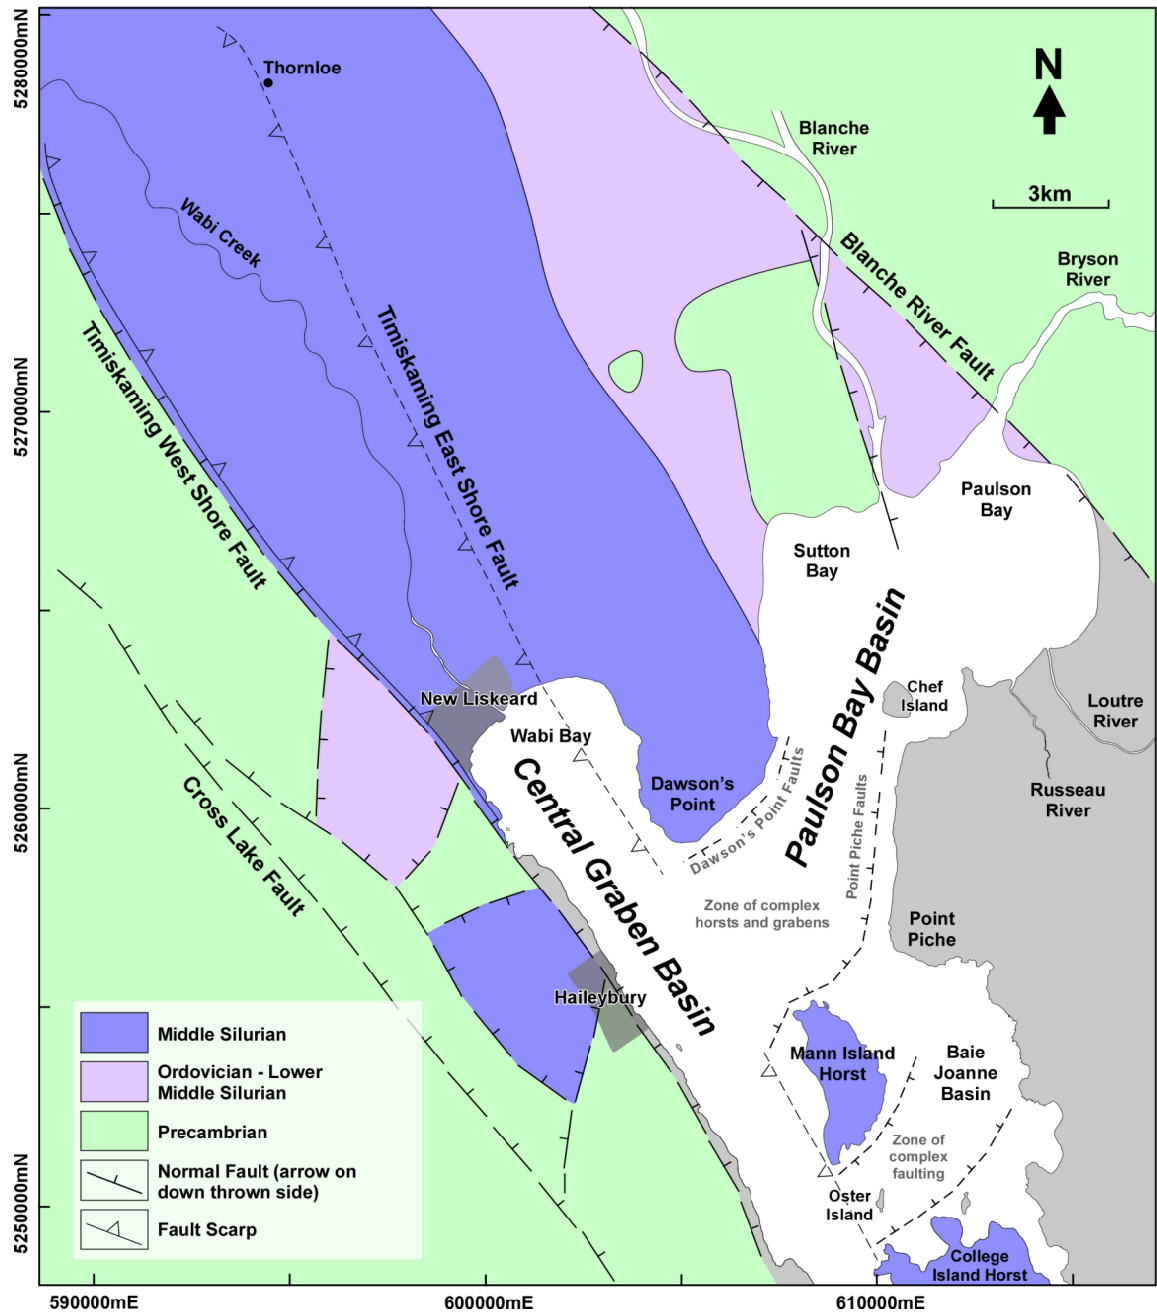 5280000mN
5270000mN
5260000mN
5250000mN
Thornloe
Blanche
River
N
3km
Wabi Creek
Blanche River Fault
Bryson
River
Timiskaming West Shore Fault
Timiskaming East Shore Fault
Paulson
Bay
Sutton
Bay
Paulson Bay Basin
New Liskeard
Wabi Bay
Chef
Island
Loutre
River
Dawson's
Point
Russeau
River
Cross Lake Fault
Central Graben Basin
Dawson's Point Faults
Point Piche Faults
Zone of complex
horsts and grabens
Point
Piche
Haileybury
Mann Island
Horst
Baie
Joanne
Basin
Zone of
complex
faulting
Oster
Island
College
Island Horst
Middle Silurian
Ordovician - Lower
Middle Silurian
Precambrian
Normal Fault (arrow on
down thrown side)
Fault Scarp
590000mE
600000mE
610000mE